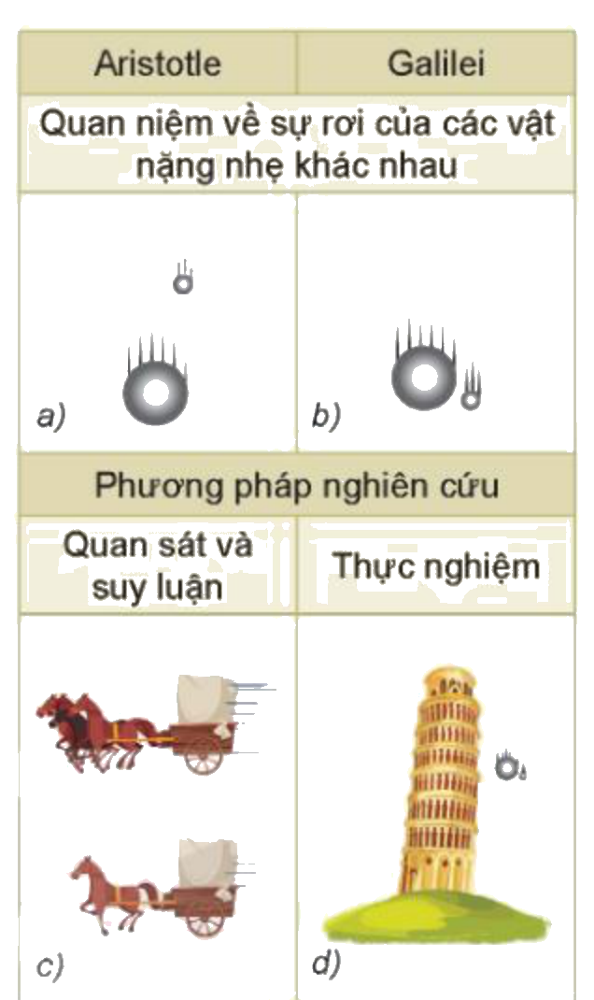 Aristotle
Galilei
Quan niệm về sự rơi của các vật
nặng nhẹ khác nhau
a)
b)
Phương pháp nghiên cứu
Quan sát và
suy luận
Thực nghiệm
c)
d)